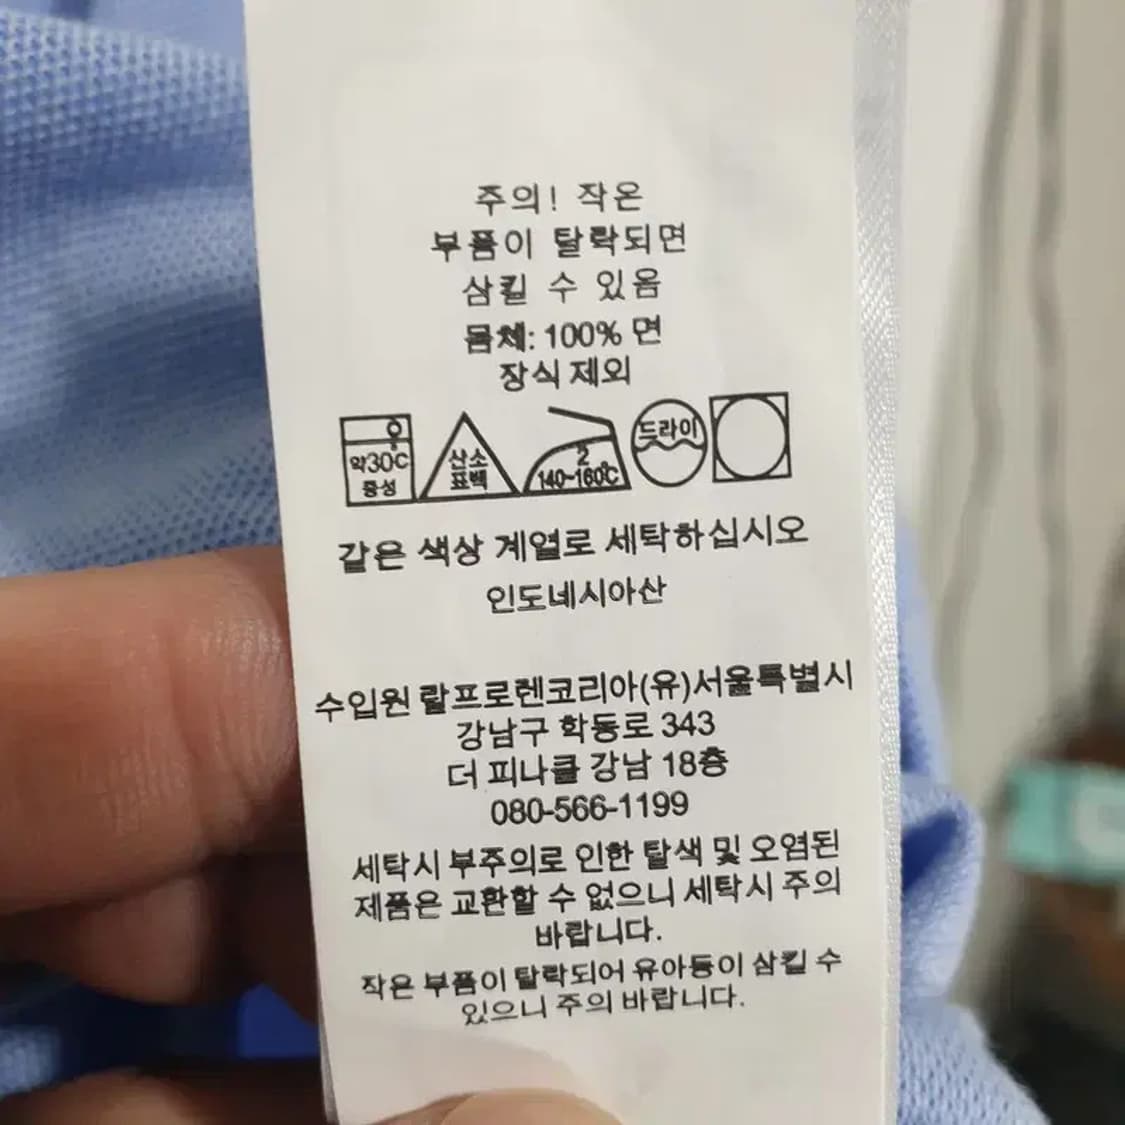 주의! 작은
부품이 탈락되면
삼킬 수 있음
몸체: 100% 면
장식 제외
약30℃
중성
산소
표백
2
140~160℃
드라이
같은 색상 계열로 세탁하십시오
인도네시아산
수입원 랄프로렌코리아(유)서울특별시
강남구 학동로 343
더 피나클 강남 18층
080-566-1199
세탁시 부주의로 인한 탈색 및 오염된
제품은 교환할 수 없으니 세탁시 주의
바랍니다.
작은 부품이 탈락되어 유아등이 삼킬 수
있으니 주의 바랍니다.